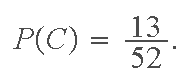 P(C) = 13/52.